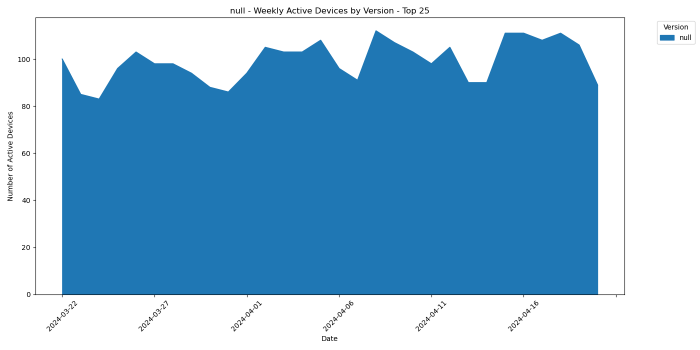 null - Weekly Active Devices by Version - Top 25
Version
null
Number of Active Devices
100
80
60
40
20
0
2024-03-22
2024-03-27
2024-04-01
2024-04-06
2024-04-11
2024-04-16
Date